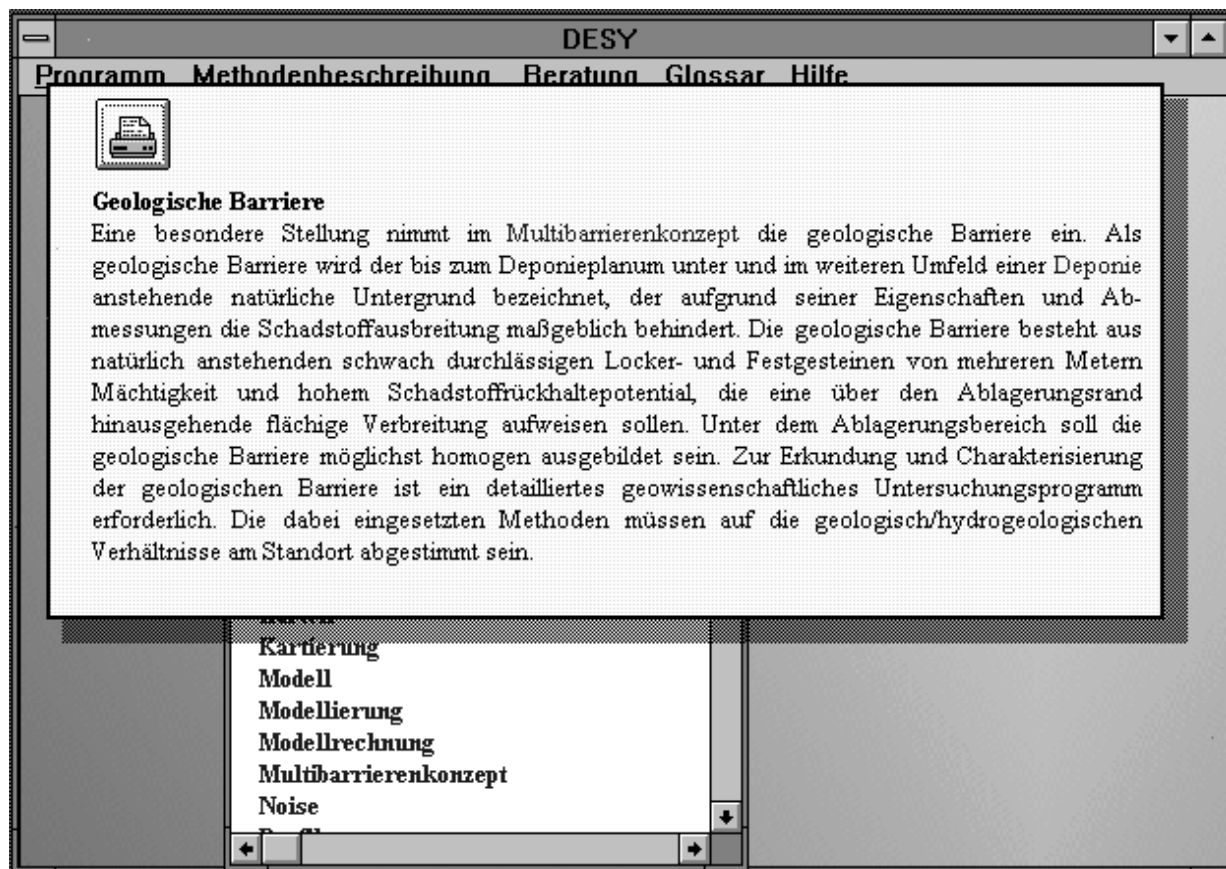 DESY
Programm Methodenbeschreibung Beratung Glossar Hilfe
Geologische Barriere
Eine besondere Stellung nimmt im Multibarrierenkonzept die geologische Barriere ein. Als
geologische Barriere wird der bis zum Deponieplanum unter und im weiteren Umfeld einer Deponie
anstehende natürliche Untergrund bezeichnet, der aufgrund seiner Eigenschaften und Ab-
messungen die Schadstoffausbreitung maßgeblich behindert. Die geologische Barriere besteht aus
natürlich anstehenden schwach durchlässigen Locker- und Festgesteinen von mehreren Metern
Mächtigkeit und hohem Schadstoffrückhaltepotential, die eine über den Ablagerungsrand
hinausgehende flächige Verbreitung aufweisen sollen. Unter dem Ablagerungsbereich soll die
geologische Barriere möglichst homogen ausgebildet sein. Zur Erkundung und Charakterisierung
der geologischen Barriere ist ein detailliertes geowissenschaftliches Untersuchungsprogramm
erforderlich. Die dabei eingesetzten Methoden müssen auf die geologisch/hydrogeologischen
Verhältnisse am Standort abgestimmt sein.
Kartierung
Modell
Modellierung
Modellrechnung
Multibarrierenkonzept
Noise